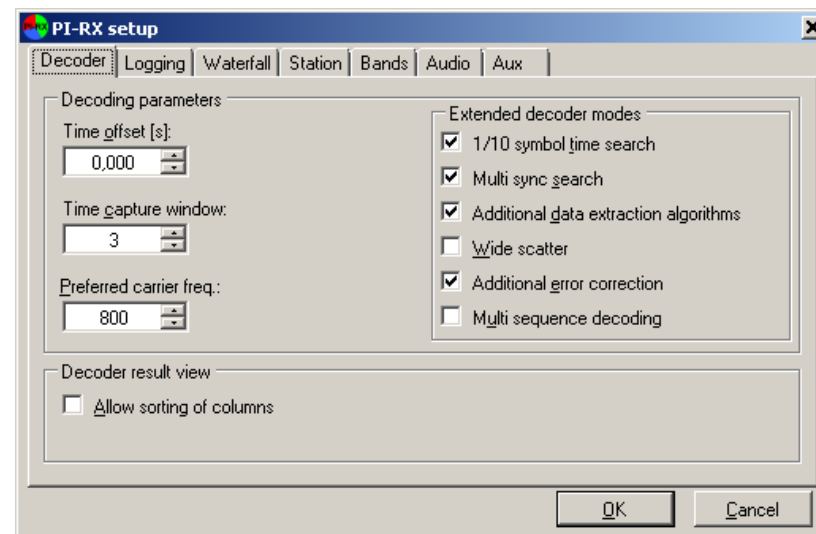 PI-RX setup
Decoder Logging Waterfall Station Bands Audio Aux
Decoding parameters
Time offset [s]:
0,000
Time capture window:
3
Preferred carrier freq.:
800
Extended decoder modes
1/10 symbol time search
Multi sync search
Additional data extraction algorithms
Wide scatter
Additional error correction
Multi sequence decoding
Decoder result view
Allow sorting of columns
OK Cancel